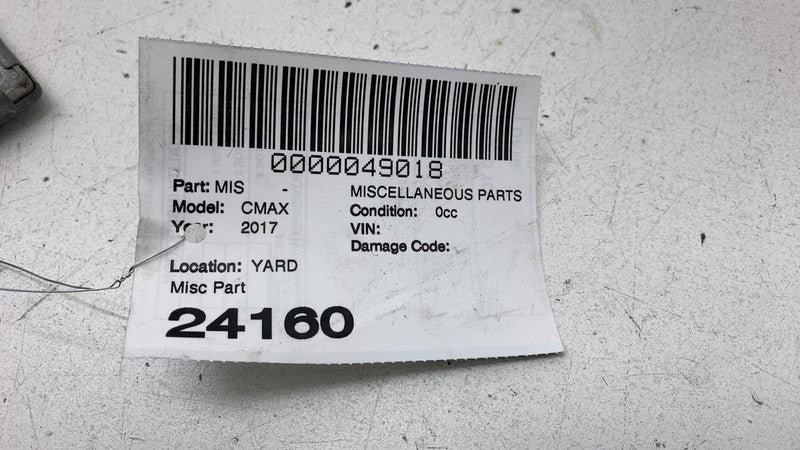 0000049018
Part: MIS - MISCELLANEOUS PARTS
Model: CMAX Condition: 0cc
Year: 2017 VIN:
Damage Code:
Location: YARD
Misc Part
24160